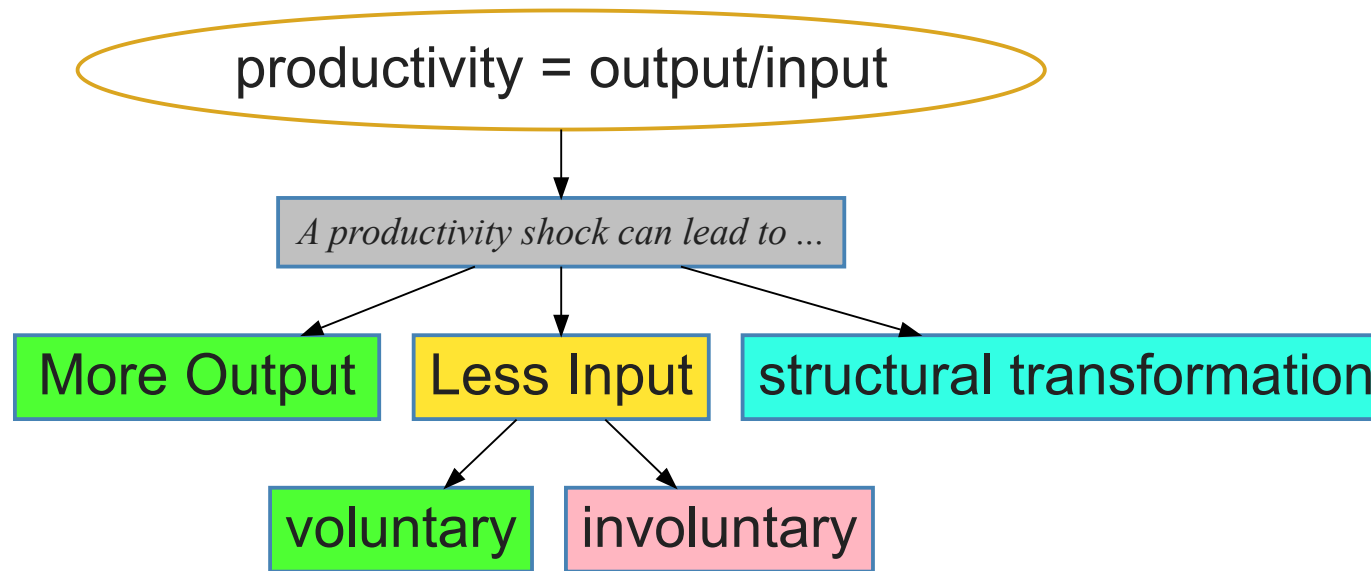 productivity = output/input
A productivity shock can lead to ...
More Output
Less Input
structural transformation
voluntary
involuntary